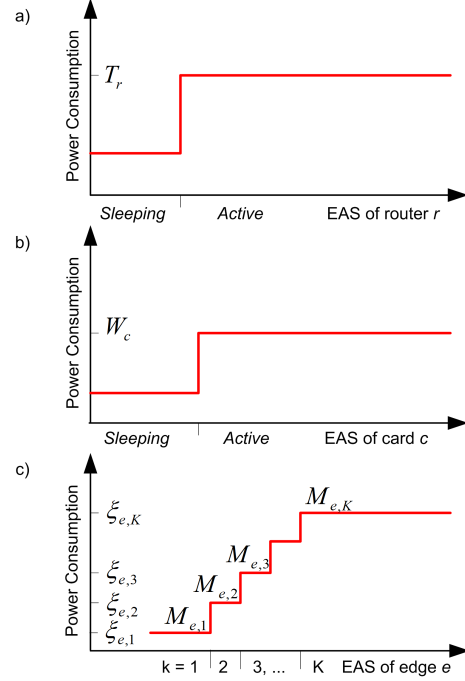 a)
Power Consumption
T_r
Sleeping Active EAS of router r
b)
Power Consumption
W_c
Sleeping Active EAS of card c
c)
Power Consumption
ξ_{e,K} M_{e,K}
ξ_{e,3} M_{e,3}
ξ_{e,2} M_{e,2}
ξ_{e,1} M_{e,1}
k = 1 2 3, ... K EAS of edge e